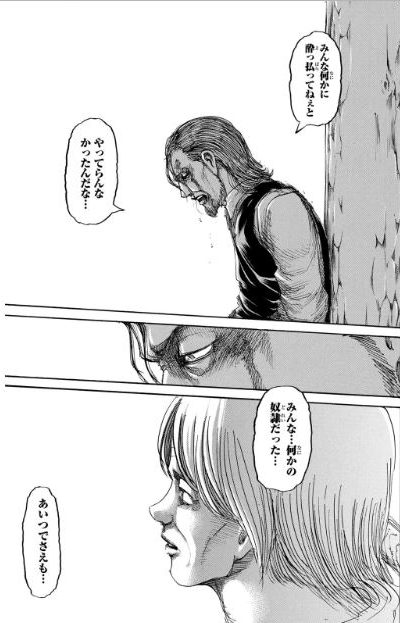 みんな何かに
酔っ払ってねぇと
やってらんな
かったんだな…
みんな…何かの
奴隷だった…
あいつでさえも…